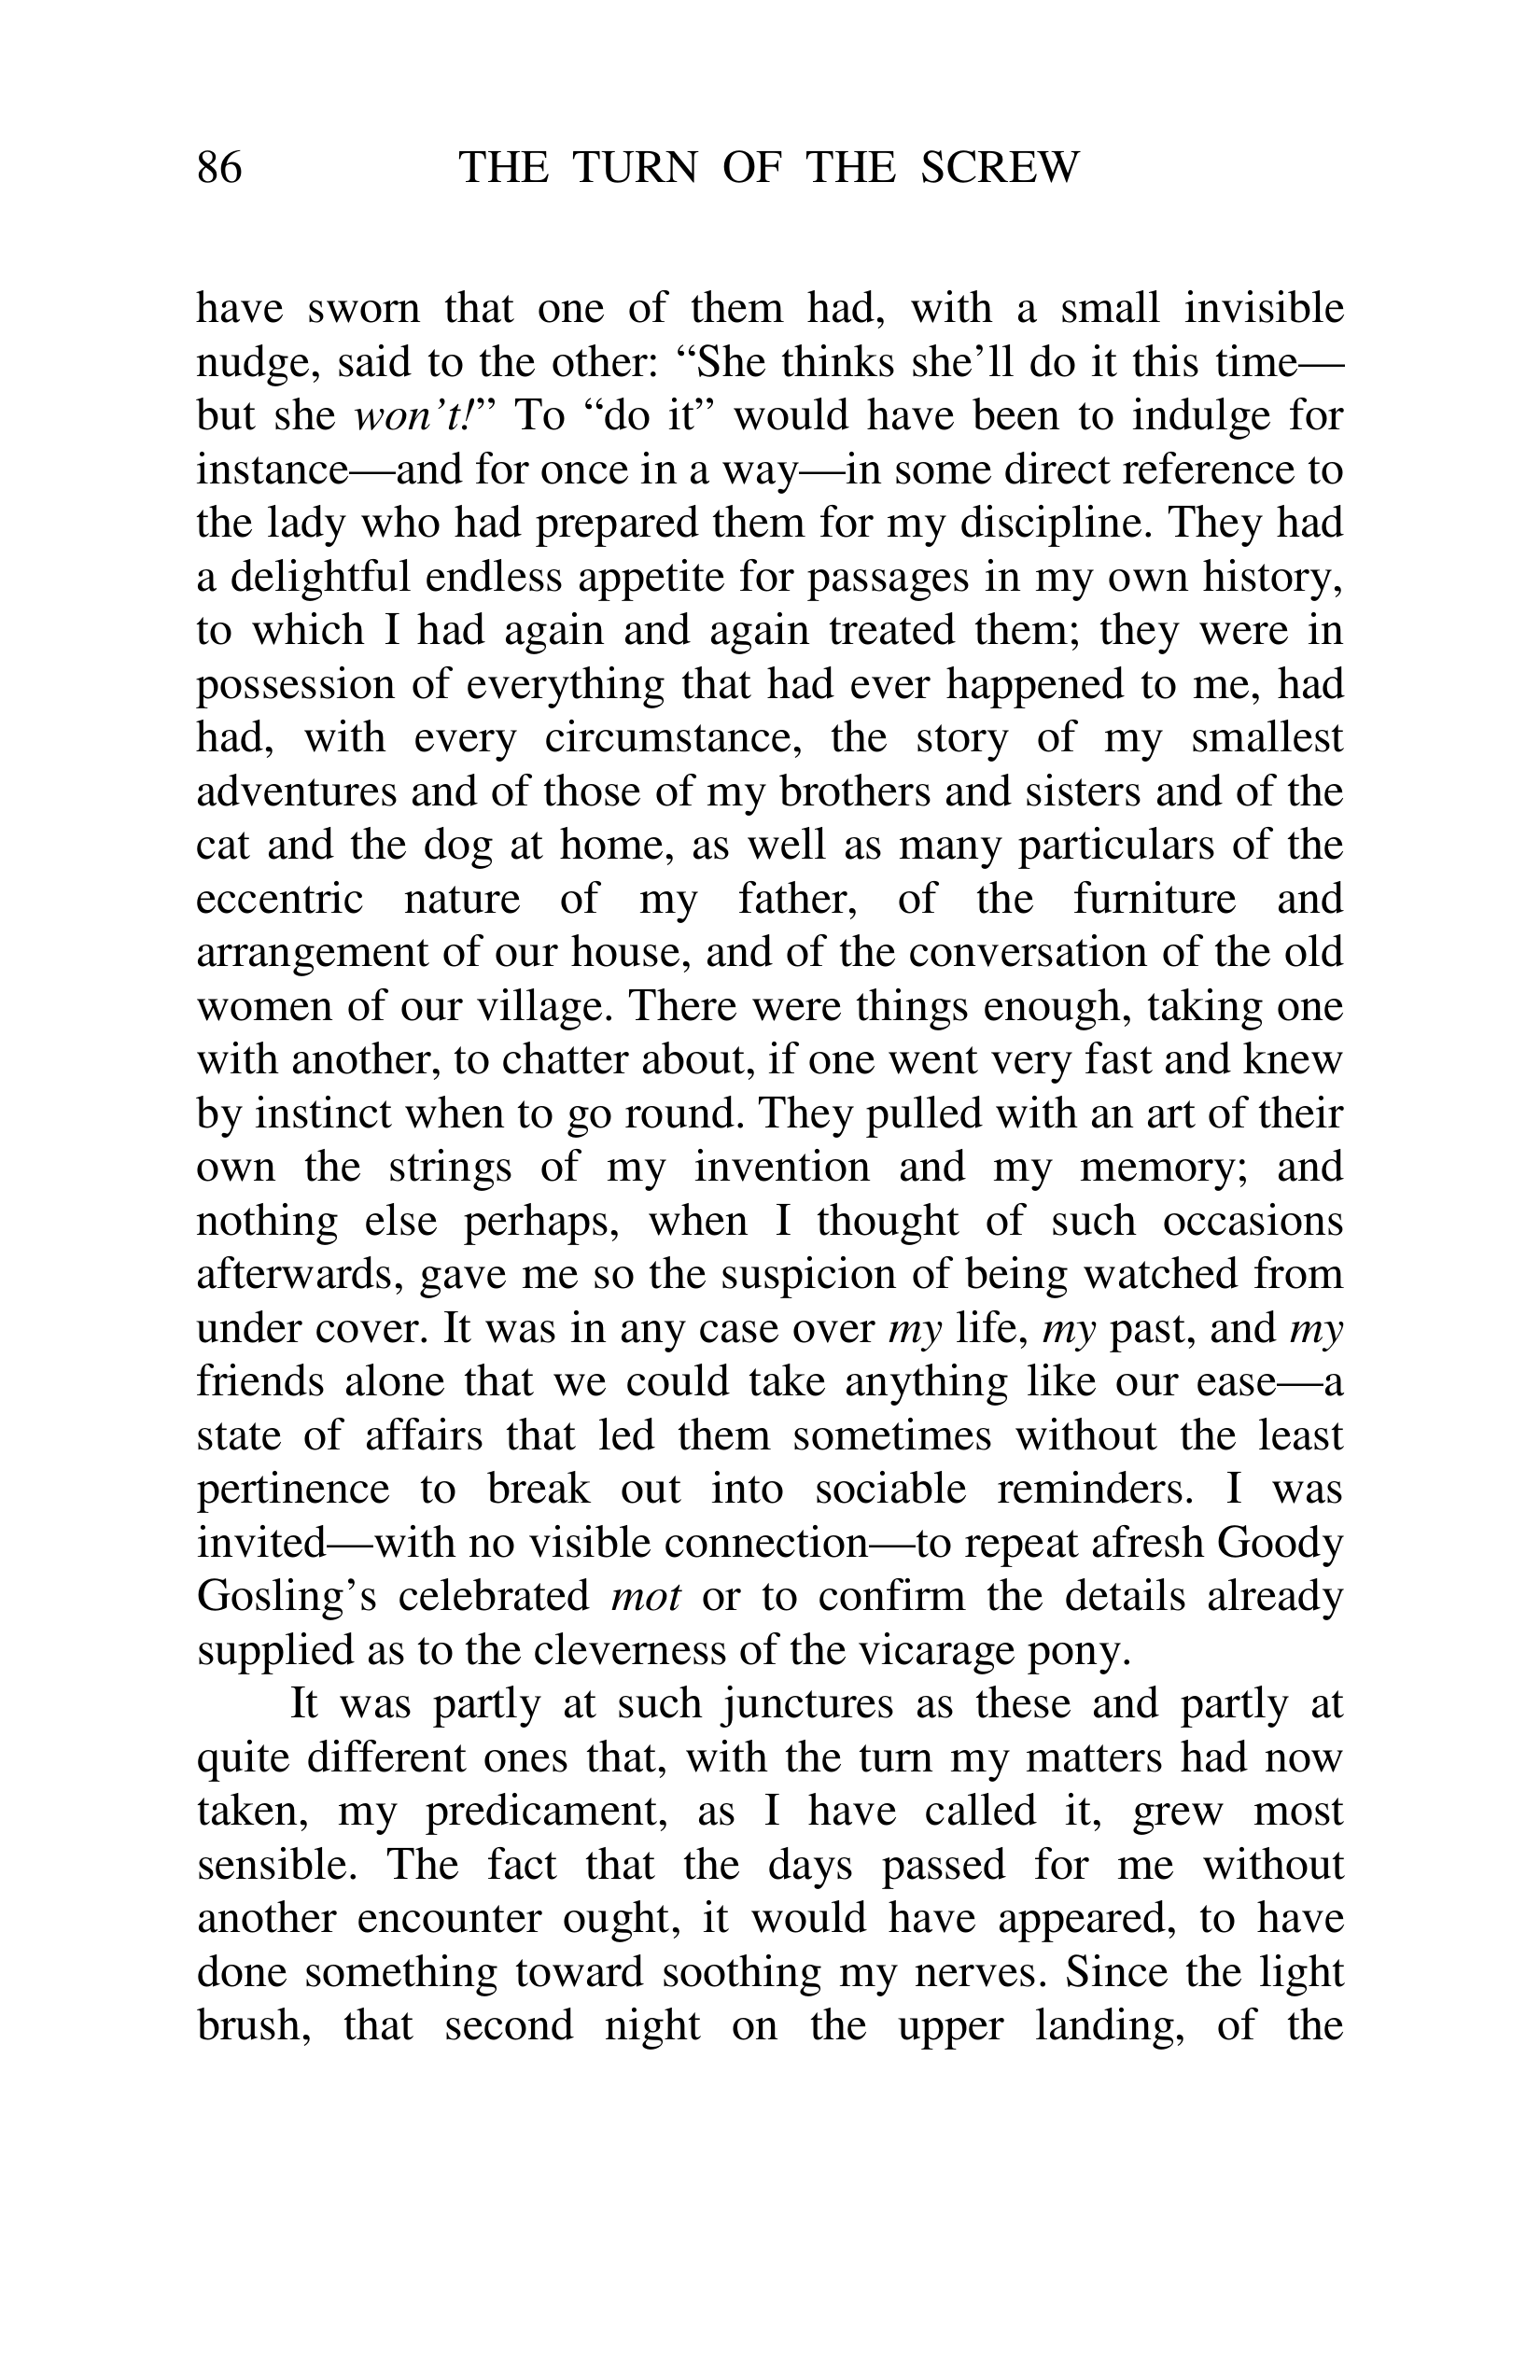 86 THE TURN OF THE SCREW
have sworn that one of them had, with a small invisible
nudge, said to the other: “She thinks she’ll do it this time—
but she won’t!” To “do it” would have been to indulge for
instance—and for once in a way—in some direct reference to
the lady who had prepared them for my discipline. They had
a delightful endless appetite for passages in my own history,
to which I had again and again treated them; they were in
possession of everything that had ever happened to me, had
had, with every circumstance, the story of my smallest
adventures and of those of my brothers and sisters and of the
cat and the dog at home, as well as many particulars of the
eccentric nature of my father, of the furniture and
arrangement of our house, and of the conversation of the old
women of our village. There were things enough, taking one
with another, to chatter about, if one went very fast and knew
by instinct when to go round. They pulled with an art of their
own the strings of my invention and my memory; and
nothing else perhaps, when I thought of such occasions
afterwards, gave me so the suspicion of being watched from
under cover. It was in any case over my life, my past, and my
friends alone that we could take anything like our ease—a
state of affairs that led them sometimes without the least
pertinence to break out into sociable reminders. I was
invited—with no visible connection—to repeat afresh Goody
Gosling’s celebrated mot or to confirm the details already
supplied as to the cleverness of the vicarage pony.
It was partly at such junctures as these and partly at
quite different ones that, with the turn my matters had now
taken, my predicament, as I have called it, grew most
sensible. The fact that the days passed for me without
another encounter ought, it would have appeared, to have
done something toward soothing my nerves. Since the light
brush, that second night on the upper landing, of the